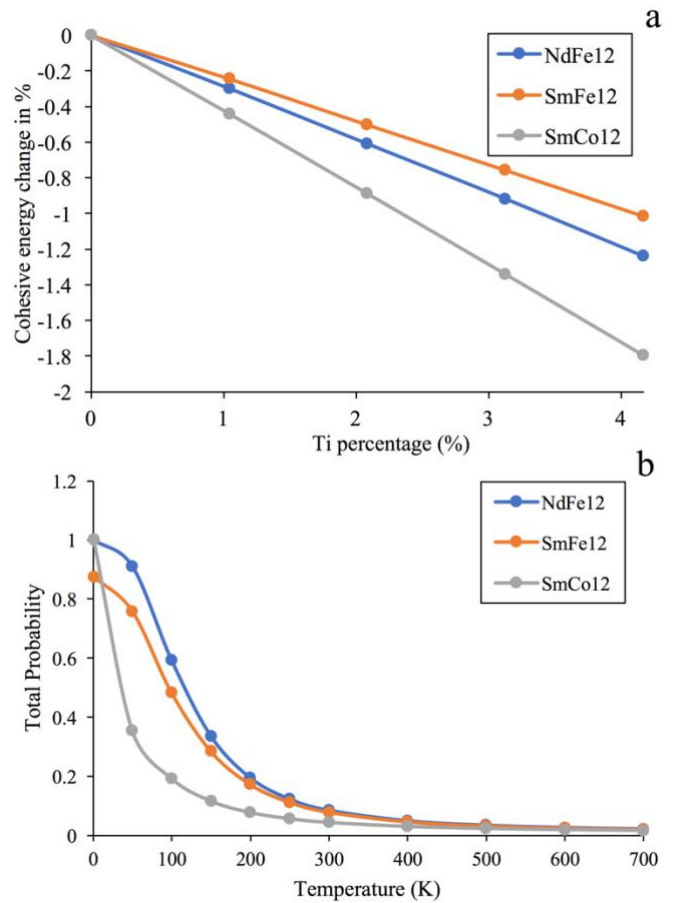 a
0
-0.2
-0.4
-0.6
-0.8
-1
-1.2
-1.4
-1.6
-1.8
-2
Cohesive energy change in %
NdFe12
SmFe12
SmCo12
0 1 2 3 4
Ti percentage (%)
b
1.2
1
0.8
0.6
0.4
0.2
0
Total Probability
NdFe12
SmFe12
SmCo12
0 100 200 300 400 500 600 700
Temperature (K)